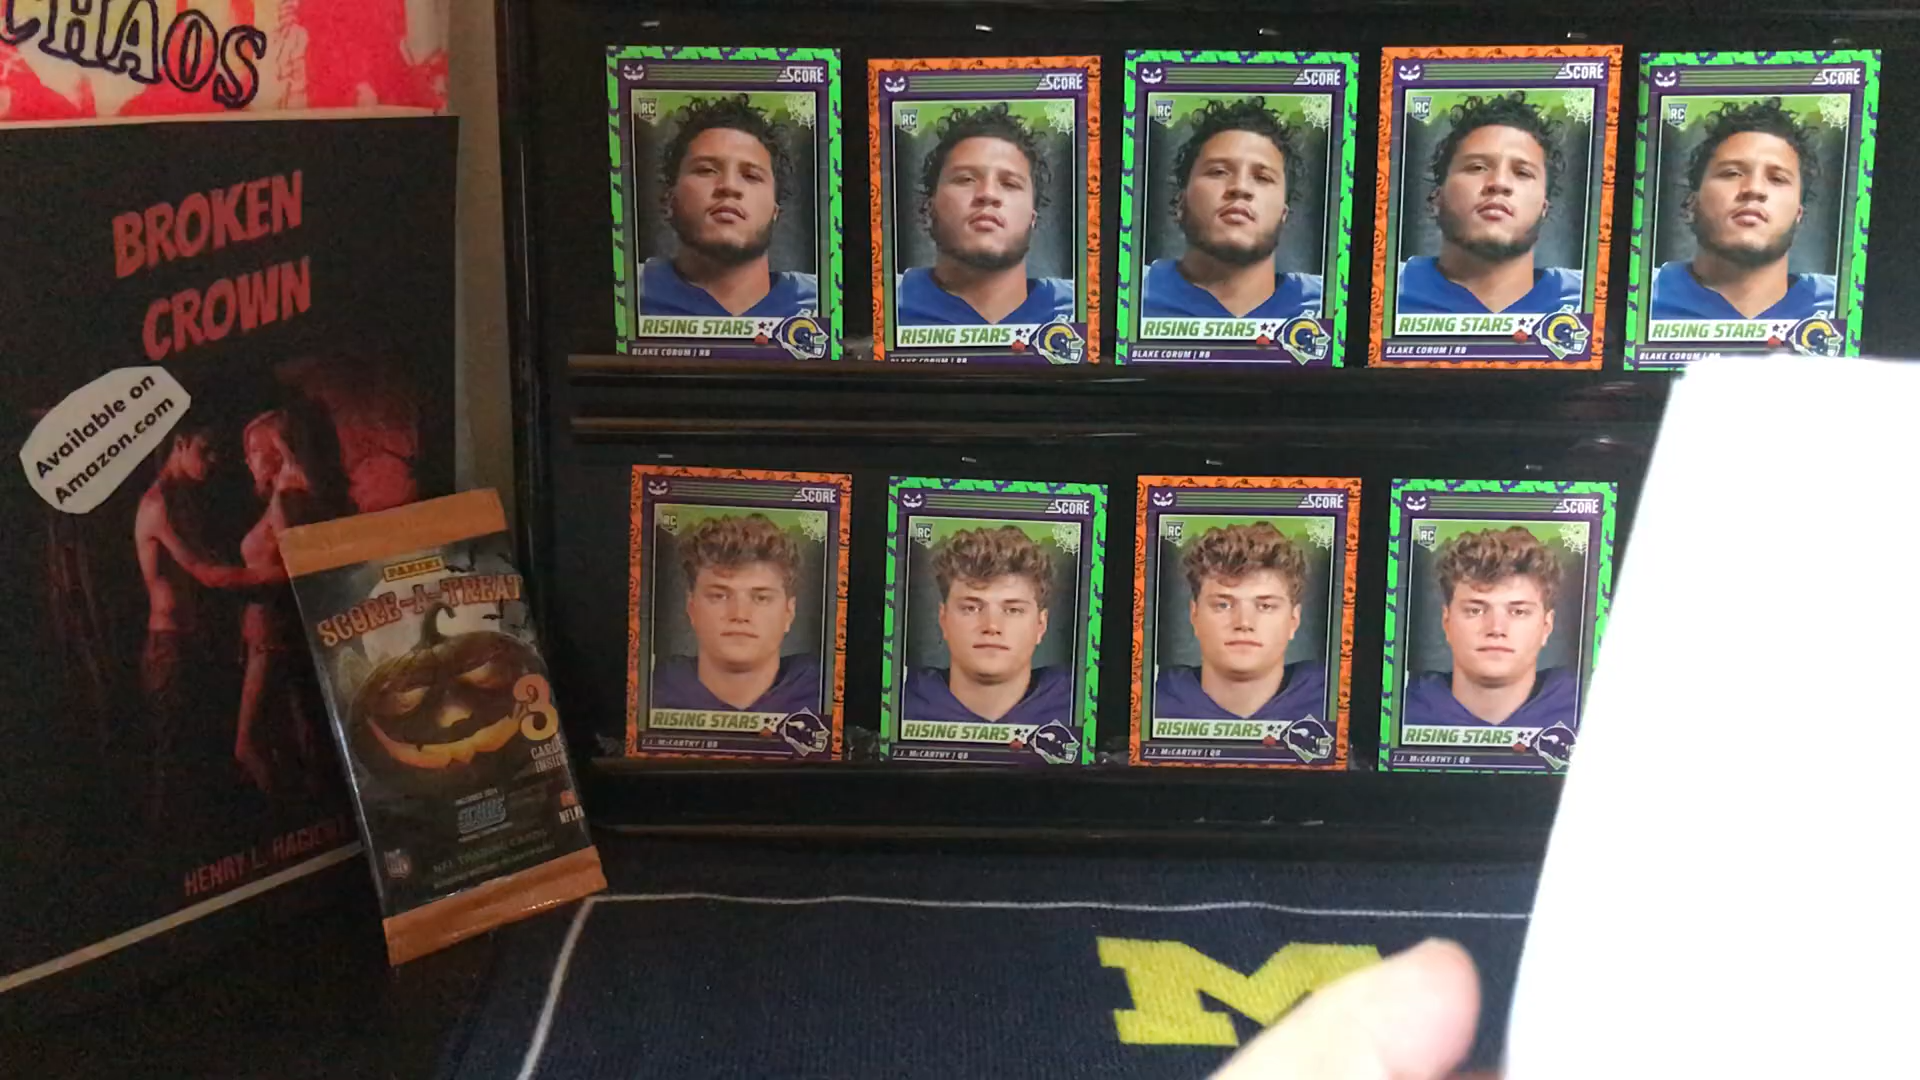 CHAOS
BROKEN
CROWN
Available on
Amazon.com
HENRY L.
PANINI
SCORE-A-TREAT
3
CARDS
INSIDE
SCORE
NFL TRADING CARDS
SCORE
RC
RISING STARS
BLAKE CORUM | RB
SCORE
RC
RISING STARS
BLAKE CORUM | RB
SCORE
RC
RISING STARS
BLAKE CORUM | RB
SCORE
RC
RISING STARS
BLAKE CORUM | RB
SCORE
RC
RISING STARS
BLAKE CORUM | RB
SCORE
RC
RISING STARS
J.J. McCARTHY | QB
SCORE
RC
RISING STARS
J.J. McCARTHY | QB
SCORE
RC
RISING STARS
J.J. McCARTHY | QB
SCORE
RC
RISING STARS
J.J. McCARTHY | QB
M